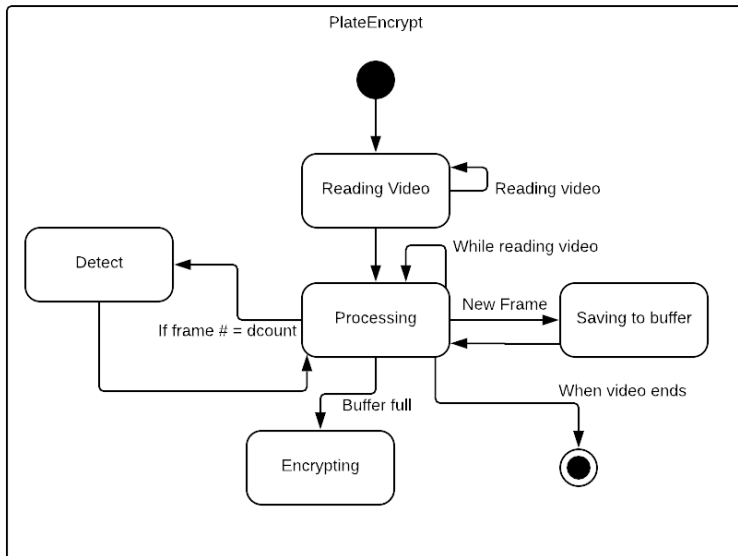 PlateEncrypt
Reading Video
Reading video
While reading video
Detect
Processing
New Frame
Saving to buffer
If frame # = dcount
When video ends
Buffer full
Encrypting